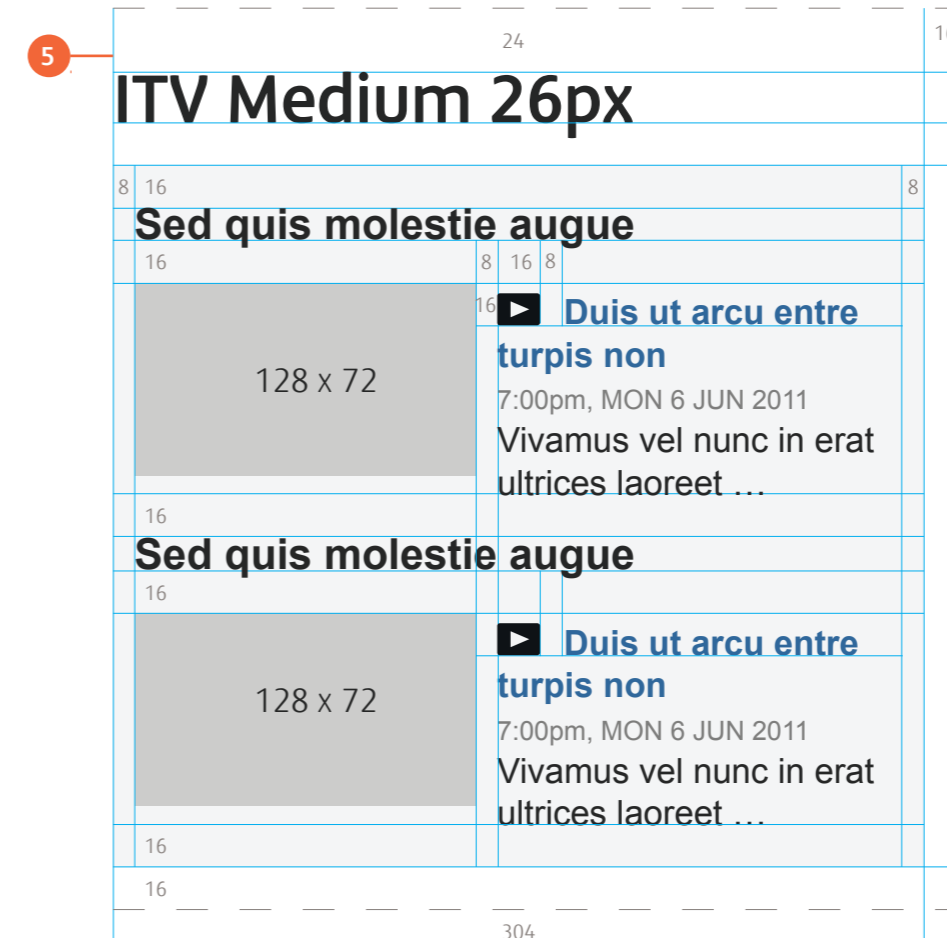 24
5
ITV Medium 26px
8 16 8
Sed quis molestie augue
16 8 16 8
16
128 x 72
Duis ut arcu entre
turpis non
7:00pm, MON 6 JUN 2011
Vivamus vel nunc in erat
ultrices laoreet …
16
Sed quis molestie augue
16
128 x 72
Duis ut arcu entre
turpis non
7:00pm, MON 6 JUN 2011
Vivamus vel nunc in erat
ultrices laoreet …
16
16
304